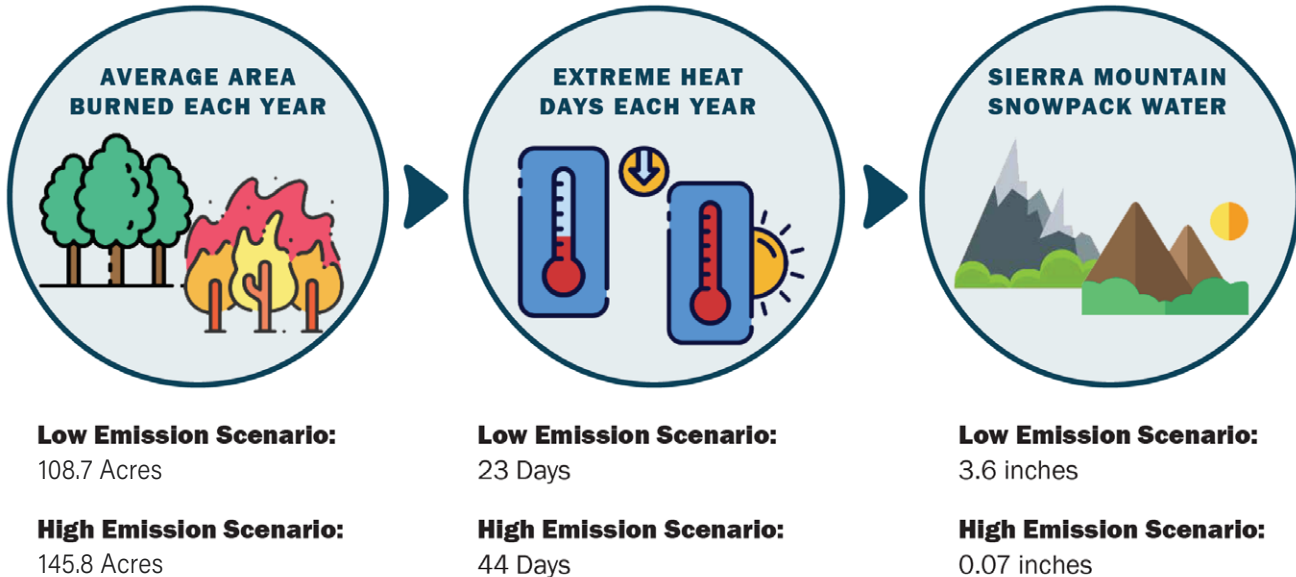 AVERAGE AREA
BURNED EACH YEAR
EXTREME HEAT
DAYS EACH YEAR
SIERRA MOUNTAIN
SNOWPACK WATER
Low Emission Scenario:
108.7 Acres
High Emission Scenario:
145.8 Acres
Low Emission Scenario:
23 Days
High Emission Scenario:
44 Days
Low Emission Scenario:
3.6 inches
High Emission Scenario:
0.07 inches